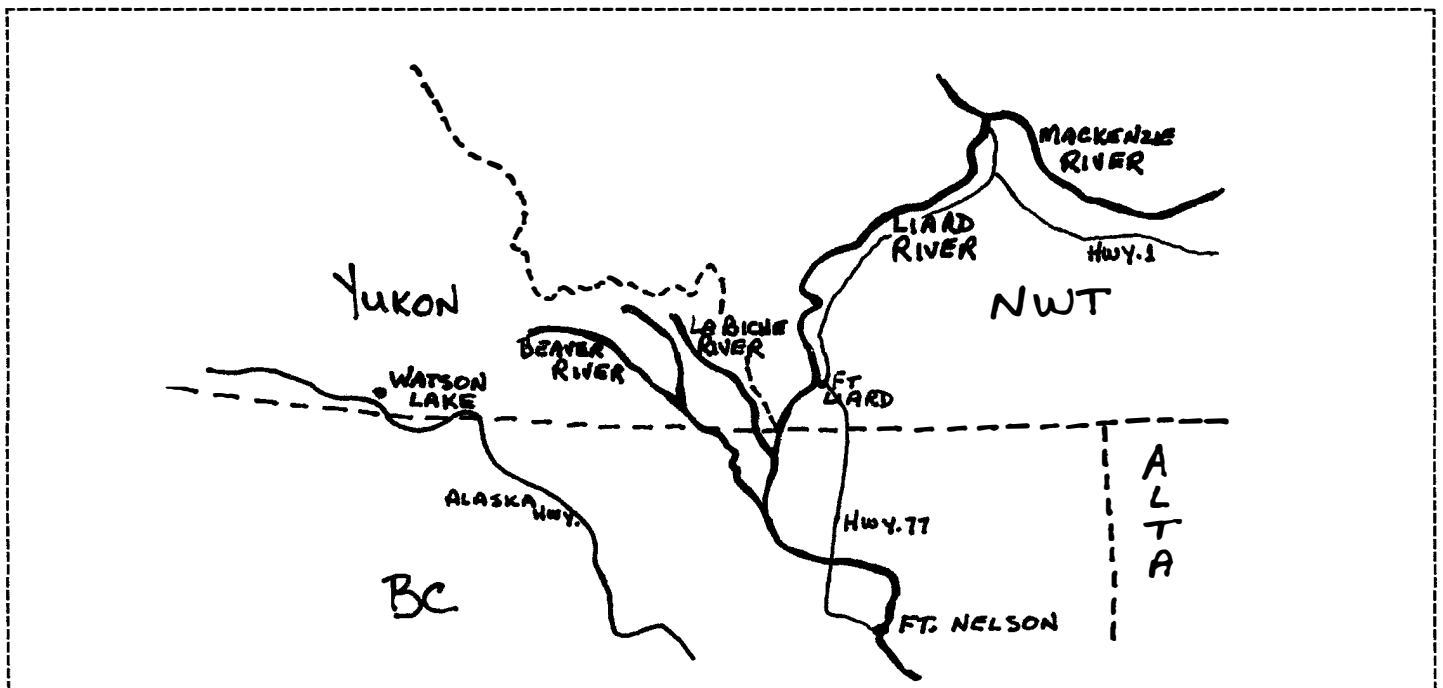 MACKENZIE
RIVER
LIARD
RIVER
HWY.1
YUKON
NWT
LA BICHE
RIVER
BEAVER
RIVER
WATSON
LAKE
FT
LIARD
ALTA
ALASKA
HWY.
HWY.77
BC
FT. NELSON